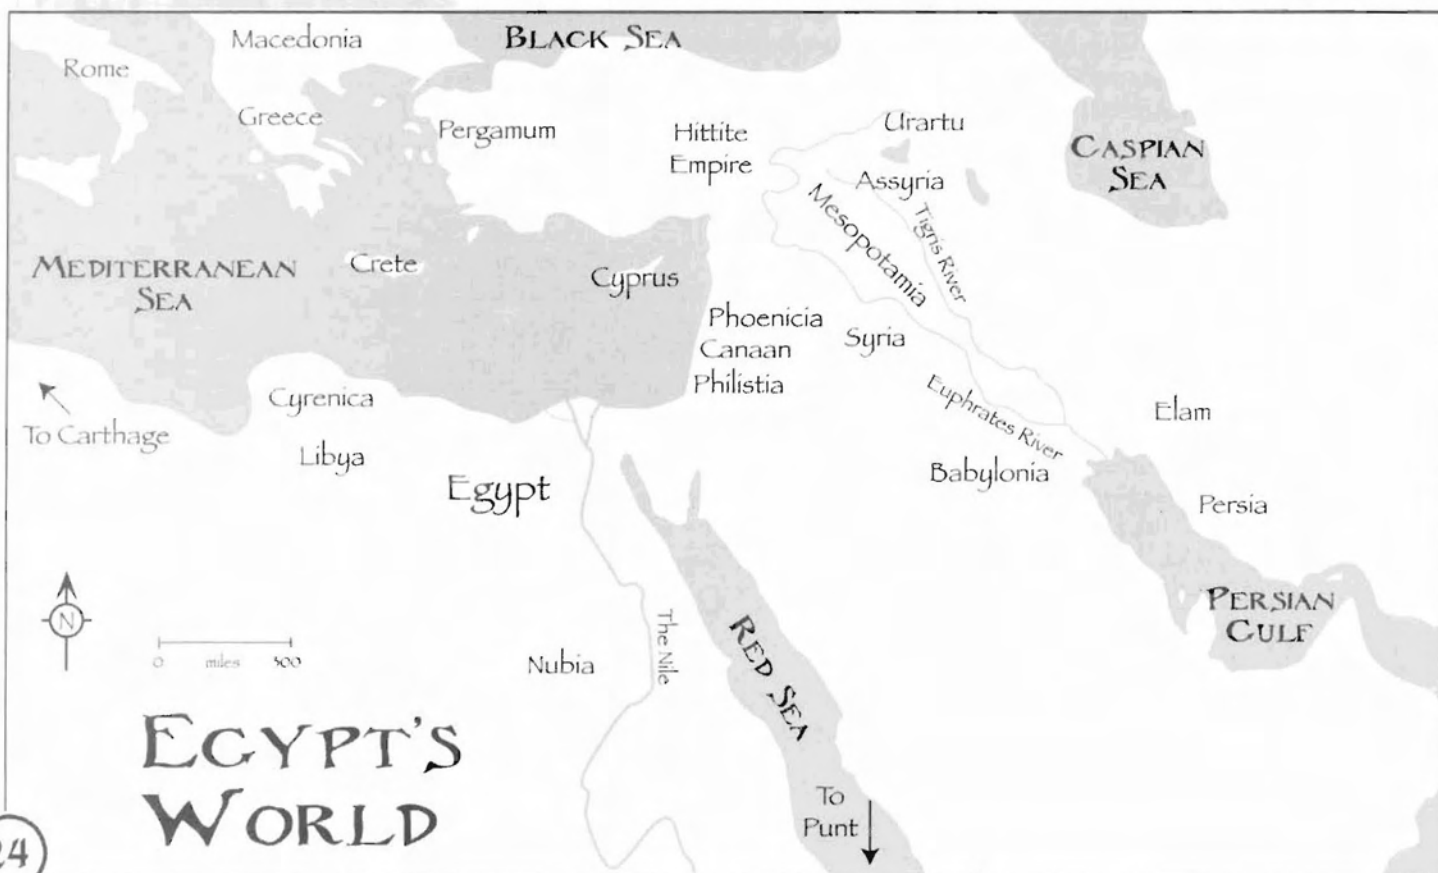 Macedonia
BLACK SEA
Rome
Greece
Pergamum
Hittite
Empire
Urartu
CASPIAN
SEA
Assyria
Mesopotamia
Tigris River
MEDITERRANEAN
SEA
Crete
Cyprus
Phoenicia
Canaan
Philistia
Syria
Euphrates River
Cyrenica
To Carthage
Libya
Egypt
Elam
Babylonia
Persia
N
0 miles 300
Nubia
The Nile
RED SEA
PERSIAN
GULF
EGYPT'S
WORLD
To
Punt
24